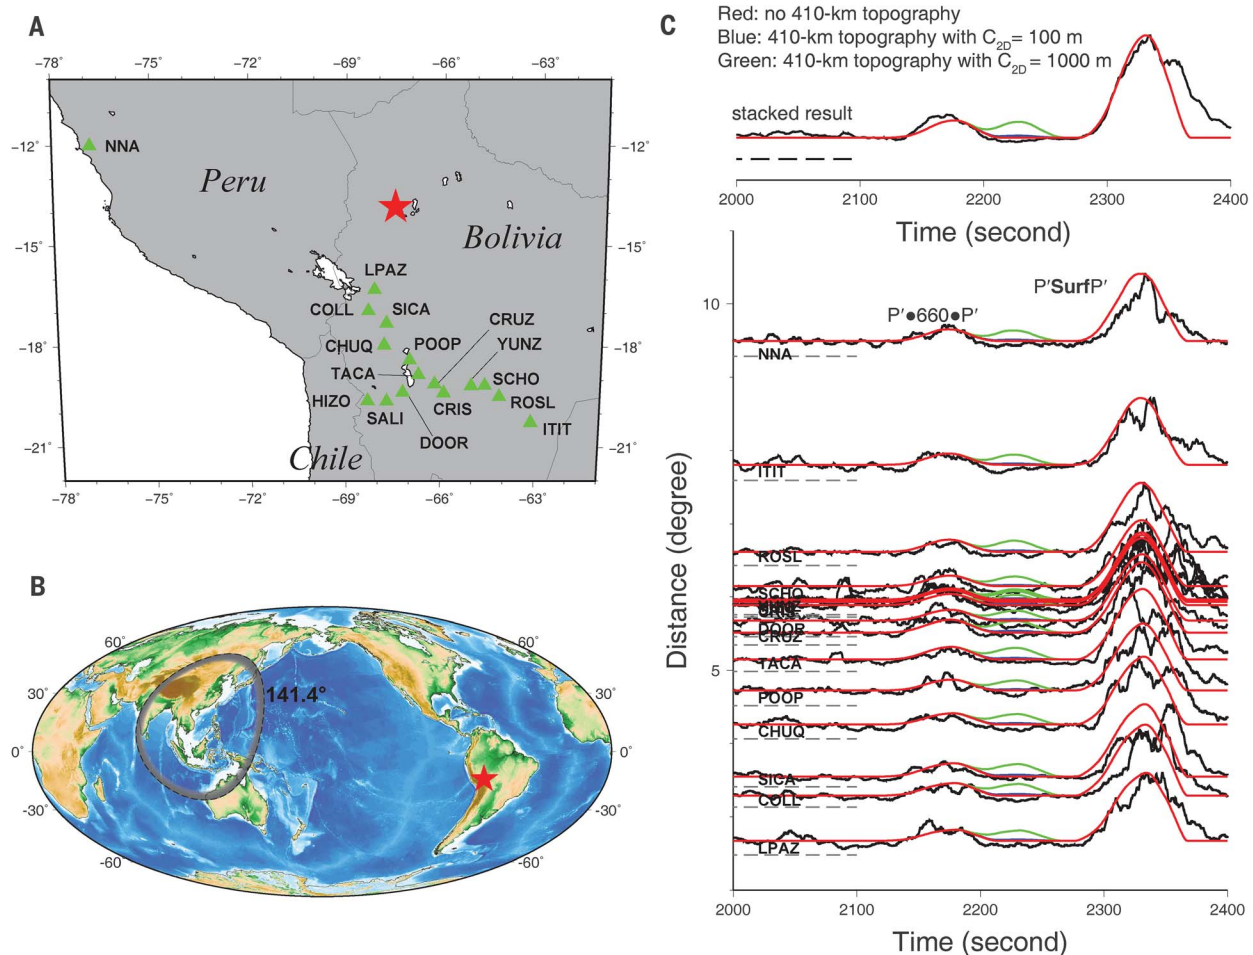 A
−78° −75° −72° −69° −66° −63°
−12°
−15°
−18°
−21°
NNA
Peru
Bolivia
LPAZ
COLL SICA
CRUZ
CHUQ POOP YUNZ
TACA SCHO
HIZO CRIS ROSL
SALI ITIT
DOOR
Chile
−78° −75° −72° −69° −66° −63°
B
60° 60°
30° 141.4° 30°
0° 0°
-30° -30°
-60° -60°
C
Red: no 410-km topography
Blue: 410-km topography with C2D= 100 m
Green: 410-km topography with C2D= 1000 m
stacked result
2000 2100 2200 2300 2400
Time (second)
Distance (degree)
10
5
P'SurfP'
P'●660●P'
NNA
ITIT
ROSL
SCHO
DOOR
CRUZ
TACA
POOP
CHUQ
SICA
COLL
LPAZ
2000 2100 2200 2300 2400
Time (second)